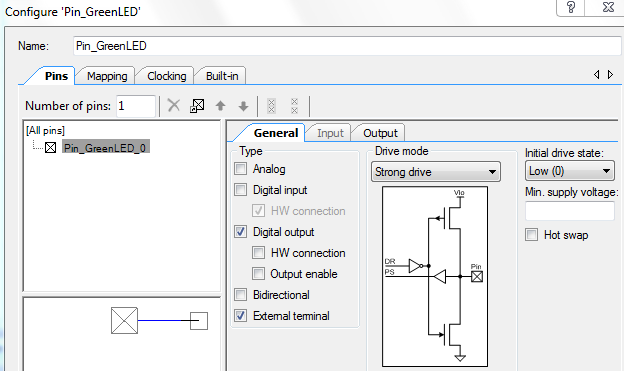 Configure 'Pin_GreenLED'
? X
Name: Pin_GreenLED
Pins Mapping Clocking Built-in
Number of pins: 1
[All pins]
Pin_GreenLED_0
General Input Output
Type
Analog
Digital input
HW connection
Digital output
HW connection
Output enable
Bidirectional
External terminal
Drive mode
Strong drive
Vio
DR
PS
Pin
Initial drive state:
Low (0)
Min. supply voltage:
Hot swap